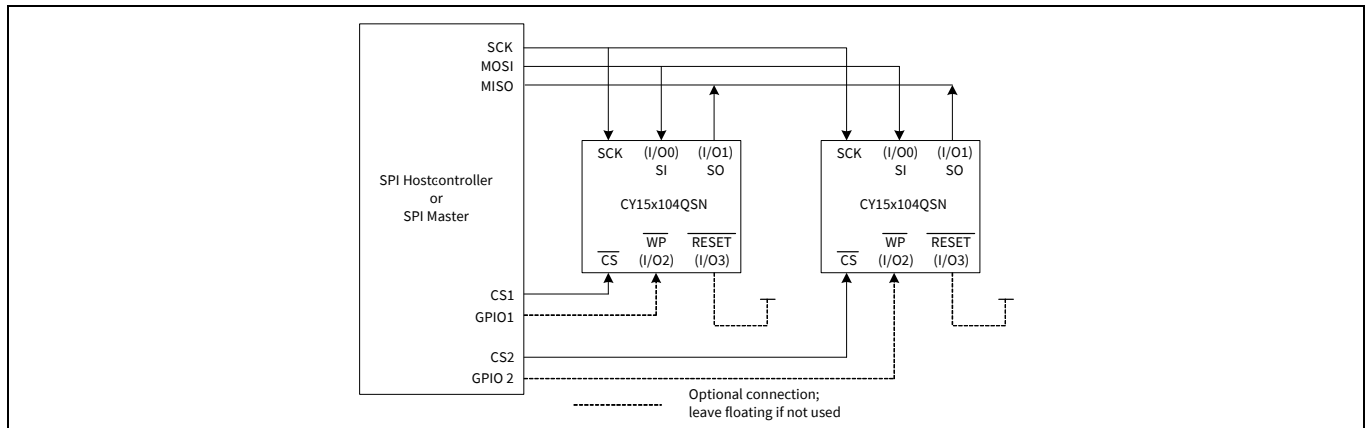 SCK
MOSI
MISO
SPI Hostcontroller
or
SPI Master
CS1
GPIO1
CS2
GPIO 2
SCK
(I/O0)
SI
(I/O1)
SO
CY15x104QSN
CS
WP
(I/O2)
RESET
(I/O3)
SCK
(I/O0)
SI
(I/O1)
SO
CY15x104QSN
CS
WP
(I/O2)
RESET
(I/O3)
Optional connection;
leave floating if not used